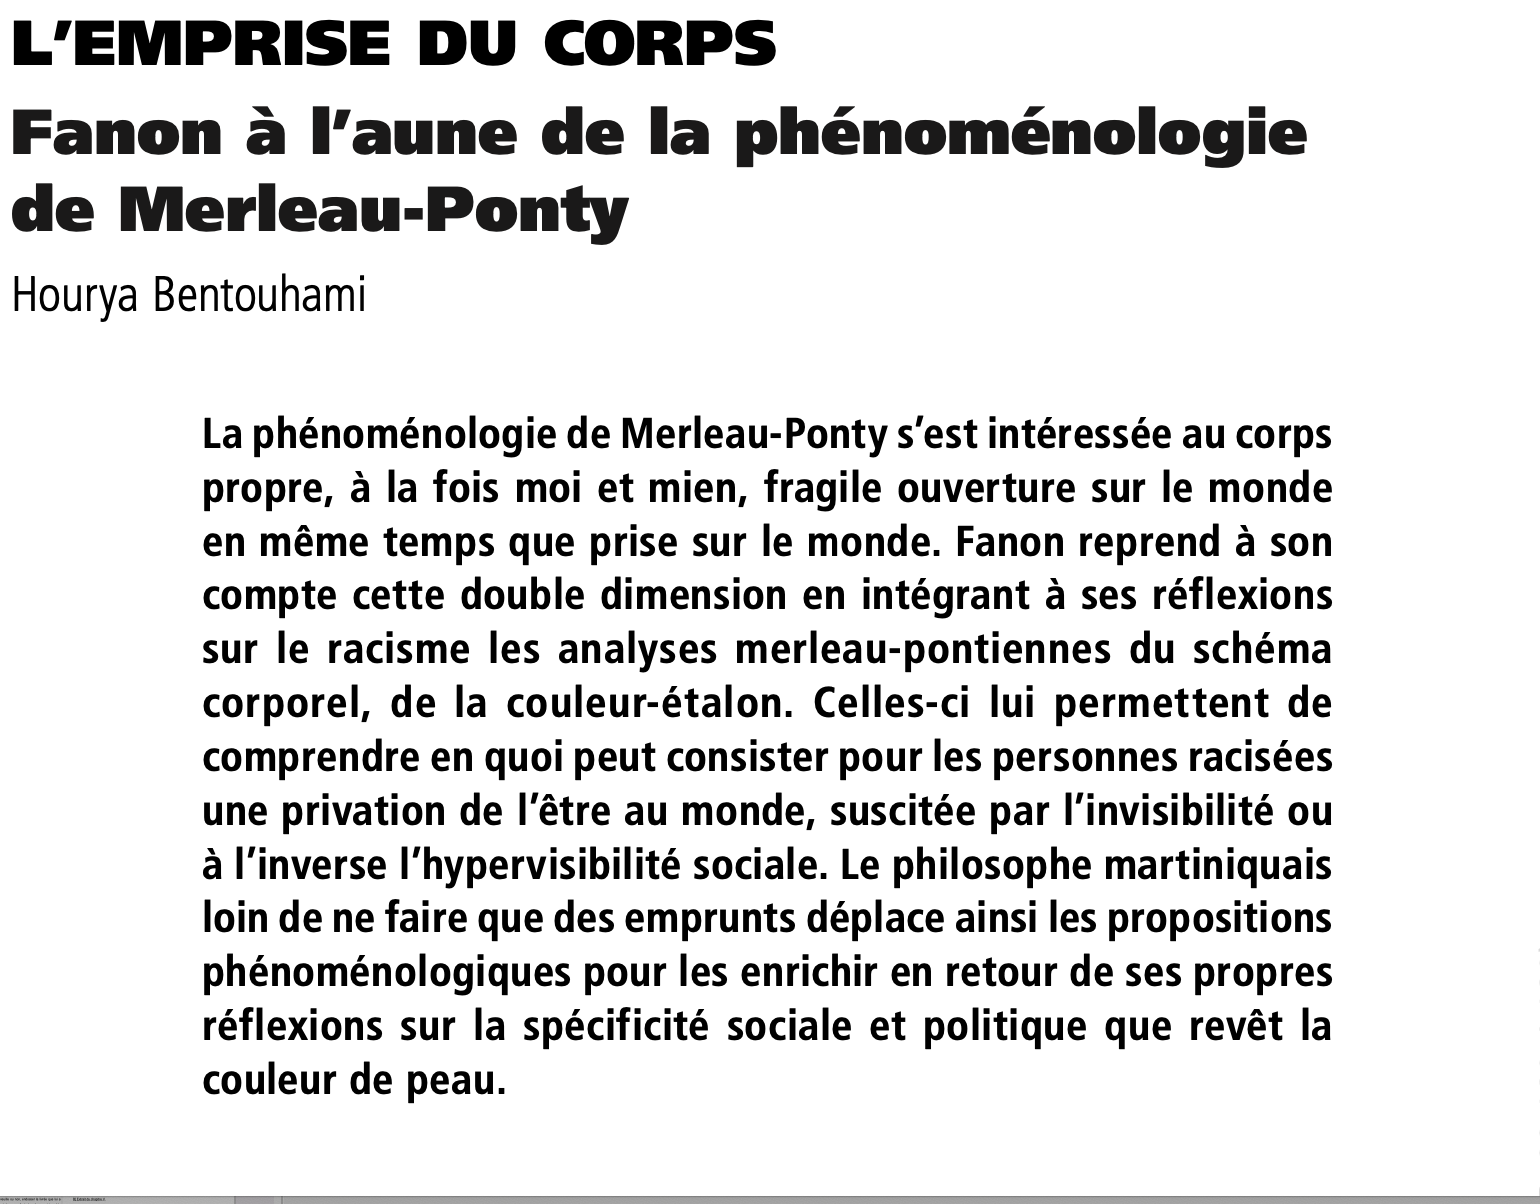 L’EMPRISE DU CORPS
Fanon à l’aune de la phénoménologie
de Merleau-Ponty
Hourya Bentouhami
La phénoménologie de Merleau-Ponty s’est intéressée au corps
propre, à la fois moi et mien, fragile ouverture sur le monde
en même temps que prise sur le monde. Fanon reprend à son
compte cette double dimension en intégrant à ses réflexions
sur le racisme les analyses merleau-pontiennes du schéma
corporel, de la couleur-étalon. Celles-ci lui permettent de
comprendre en quoi peut consister pour les personnes racisées
une privation de l’être au monde, suscitée par l’invisibilité ou
à l’inverse l’hypervisibilité sociale. Le philosophe martiniquais
loin de ne faire que des emprunts déplace ainsi les propositions
phénoménologiques pour les enrichir en retour de ses propres
réflexions sur la spécificité sociale et politique que revêt la
couleur de peau.